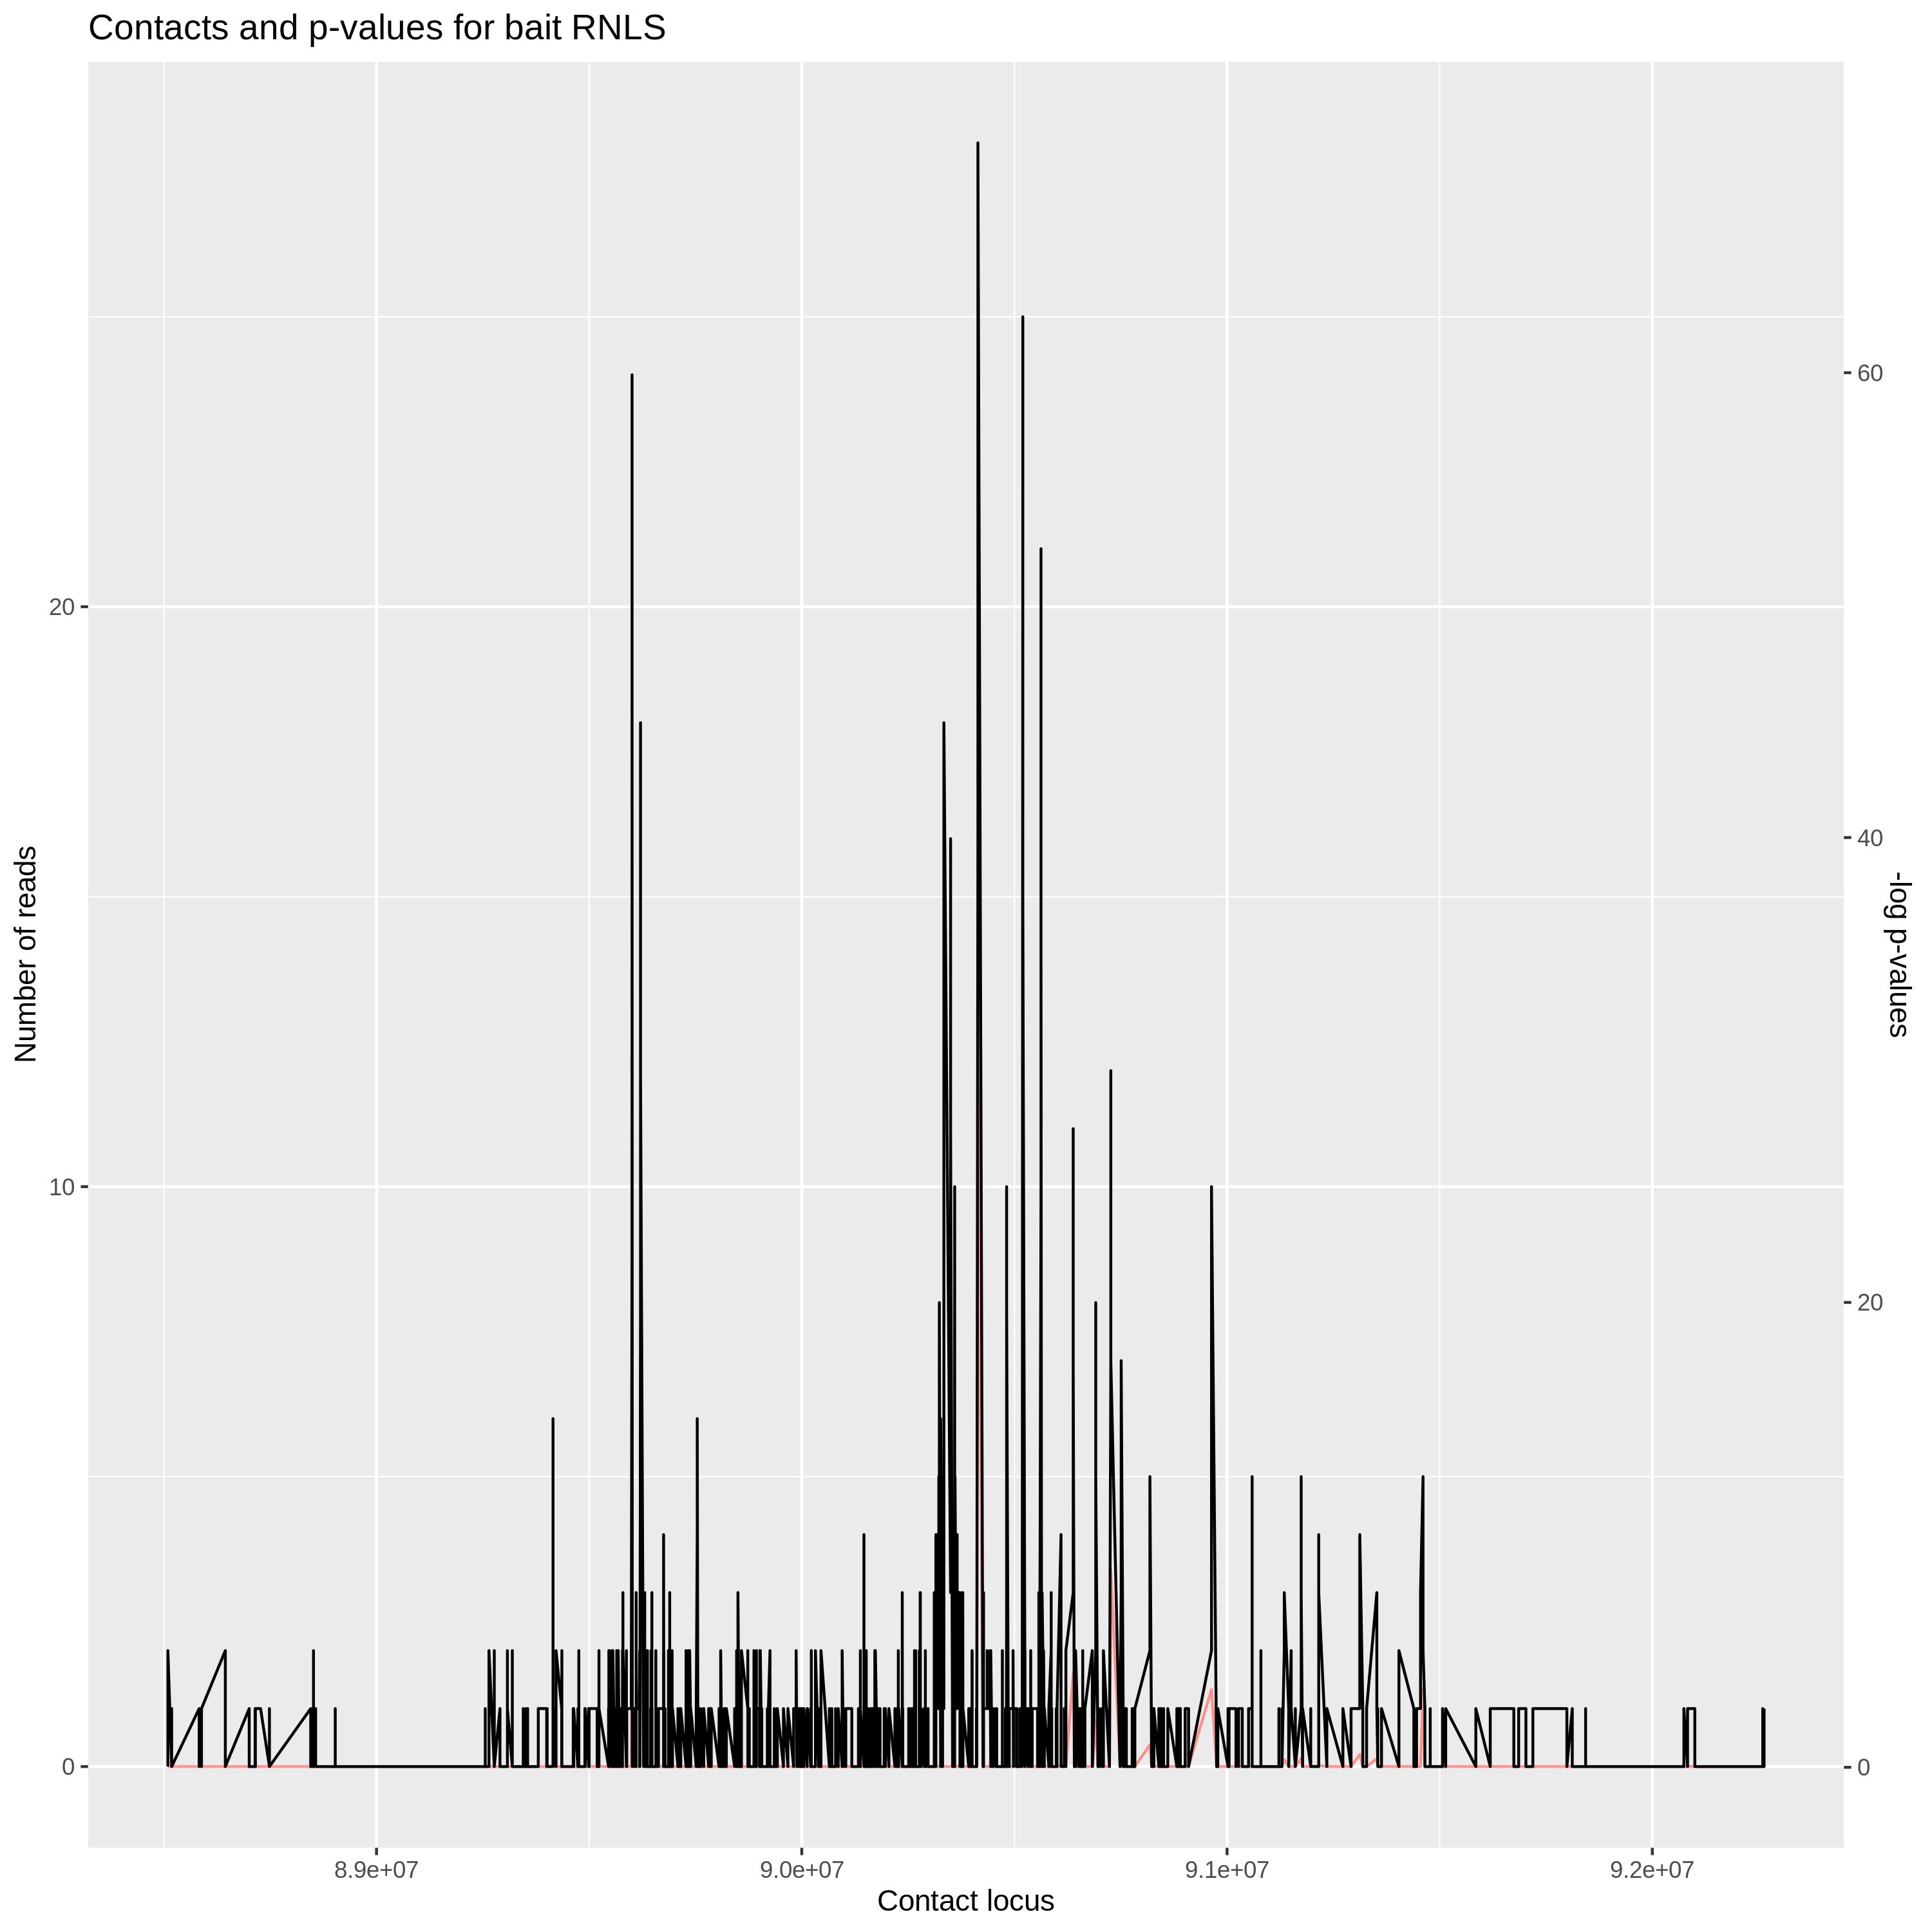 Contacts and p-values for bait RNLS
Number of reads
20
10
0
60
40
20
0
-log p-values
8.9e+07
9.0e+07
9.1e+07
9.2e+07
Contact locus